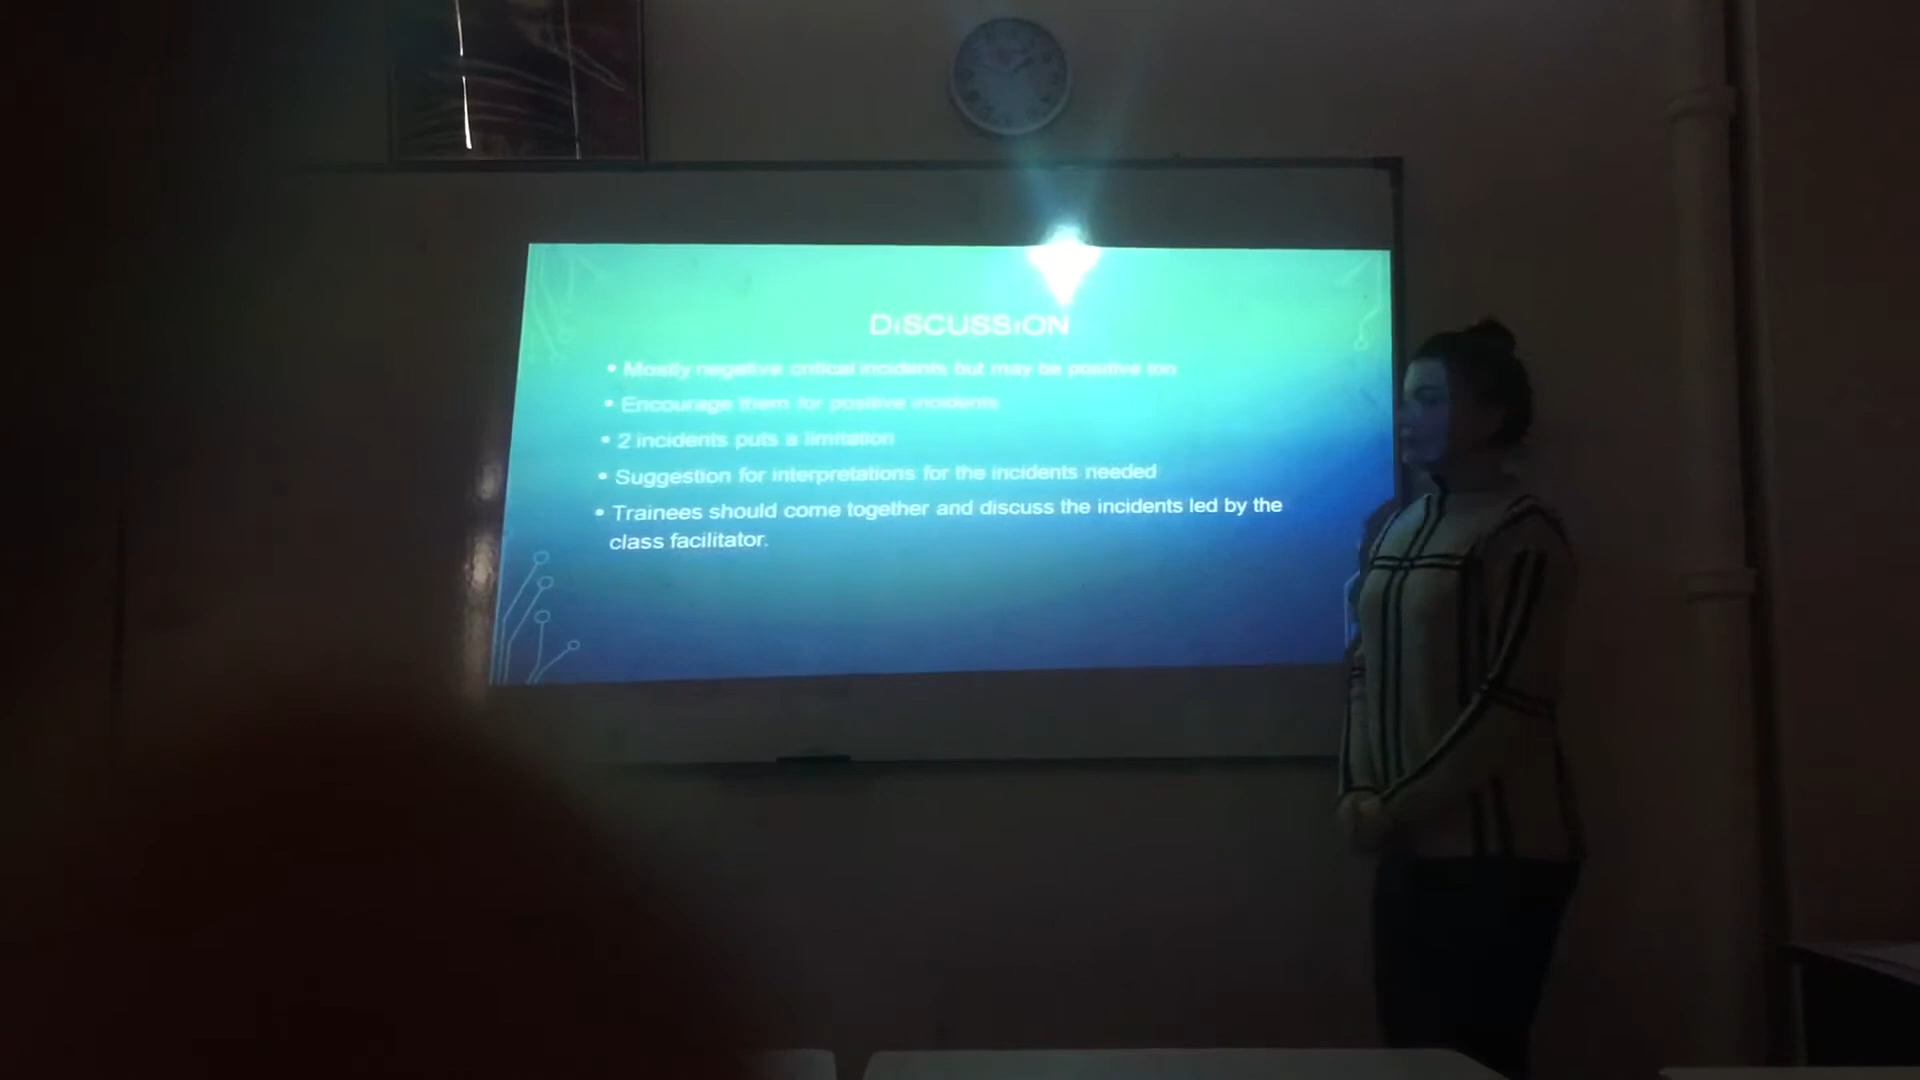 DiSCUSSiON
• Mostly negative critical incidents but may be positive too
• Encourage them for positive incidents
• 2 incidents puts a limitation
• Suggestion for interpretations for the incidents needed
• Trainees should come together and discuss the incidents led by the
class facilitator.